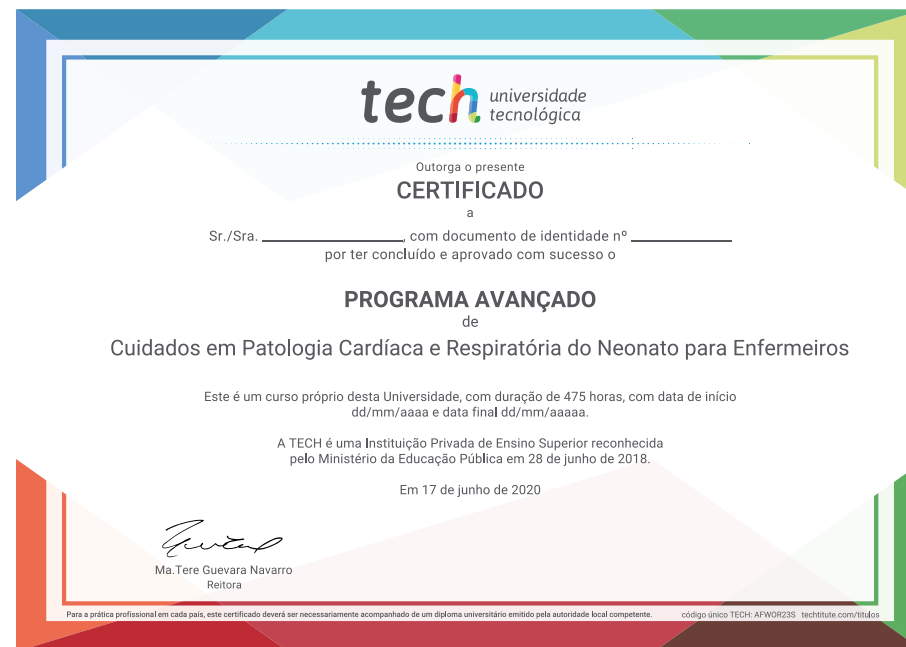 tech universidade
tecnológica
Outorga o presente
CERTIFICADO
a
Sr./Sra. ____________________, com documento de identidade nº ______________
por ter concluído e aprovado com sucesso o
PROGRAMA AVANÇADO
de
Cuidados em Patologia Cardíaca e Respiratória do Neonato para Enfermeiros
Este é um curso próprio desta Universidade, com duração de 475 horas, com data de início
dd/mm/aaaa e data final dd/mm/aaaaa.
A TECH é uma Instituição Privada de Ensino Superior reconhecida
pelo Ministério da Educação Pública em 28 de junho de 2018.
Em 17 de junho de 2020
Ma.Tere Guevara Navarro
Reitora
Para a prática profissional em cada país, este certificado deverá ser necessariamente acompanhado de um diploma universitário emitido pela autoridade local competente. código único TECH: AFWOR23S techtitute.com/titulos